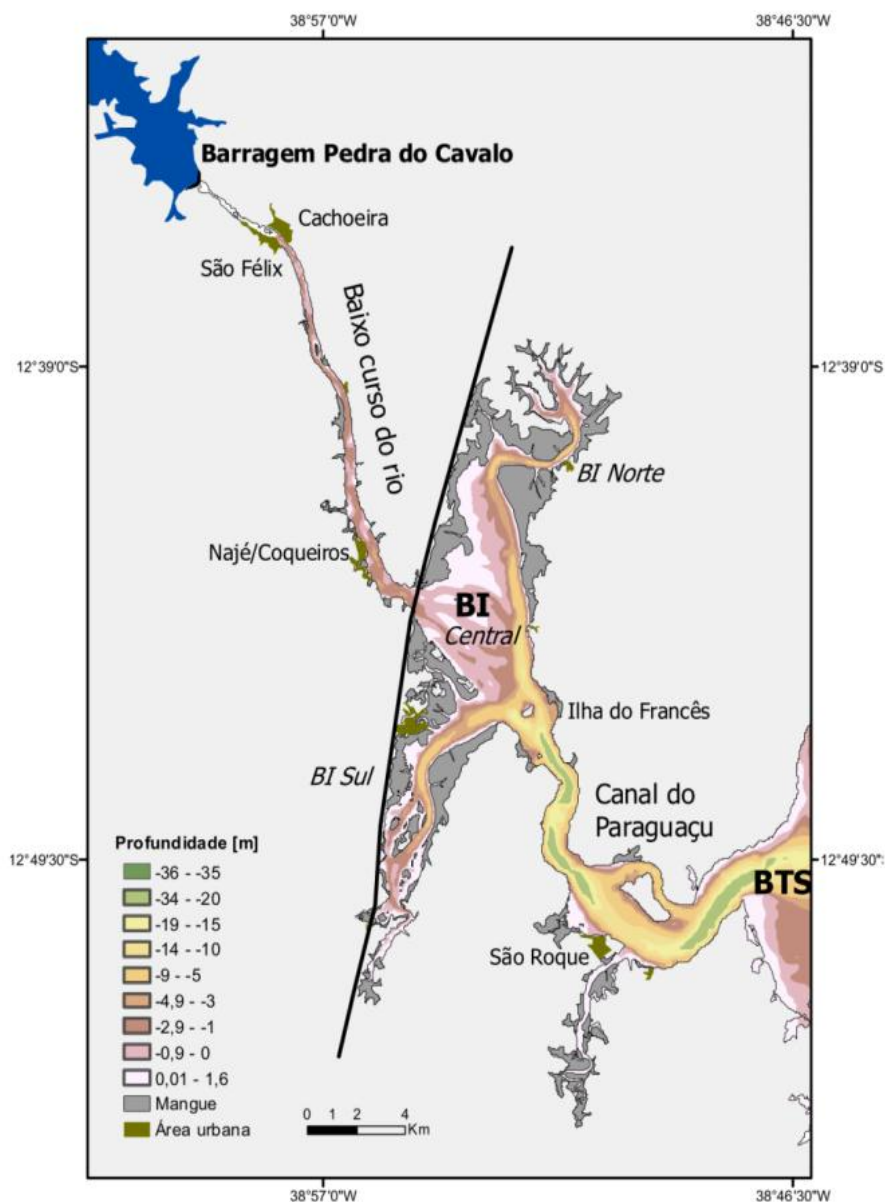 38°57'0"W
38°46'30"W
Barragem Pedra do Cavalo
Cachoeira
São Félix
Baixo curso do rio
12°39'0"S
12°39'0"S
BI Norte
Najé/Coqueiros
BI
Central
Ilha do Francês
BI Sul
Canal do
Paraguaçu
12°49'30"S
12°49'30"S
BTS
São Roque
Profundidade [m]
-36 - -35
-34 - -20
-19 - -15
-14 - -10
-9 - -5
-4,9 - -3
-2,9 - -1
-0,9 - 0
0,01 - 1,6
Mangue
Área urbana
0 1 2 4
Km
38°57'0"W
38°46'30"W